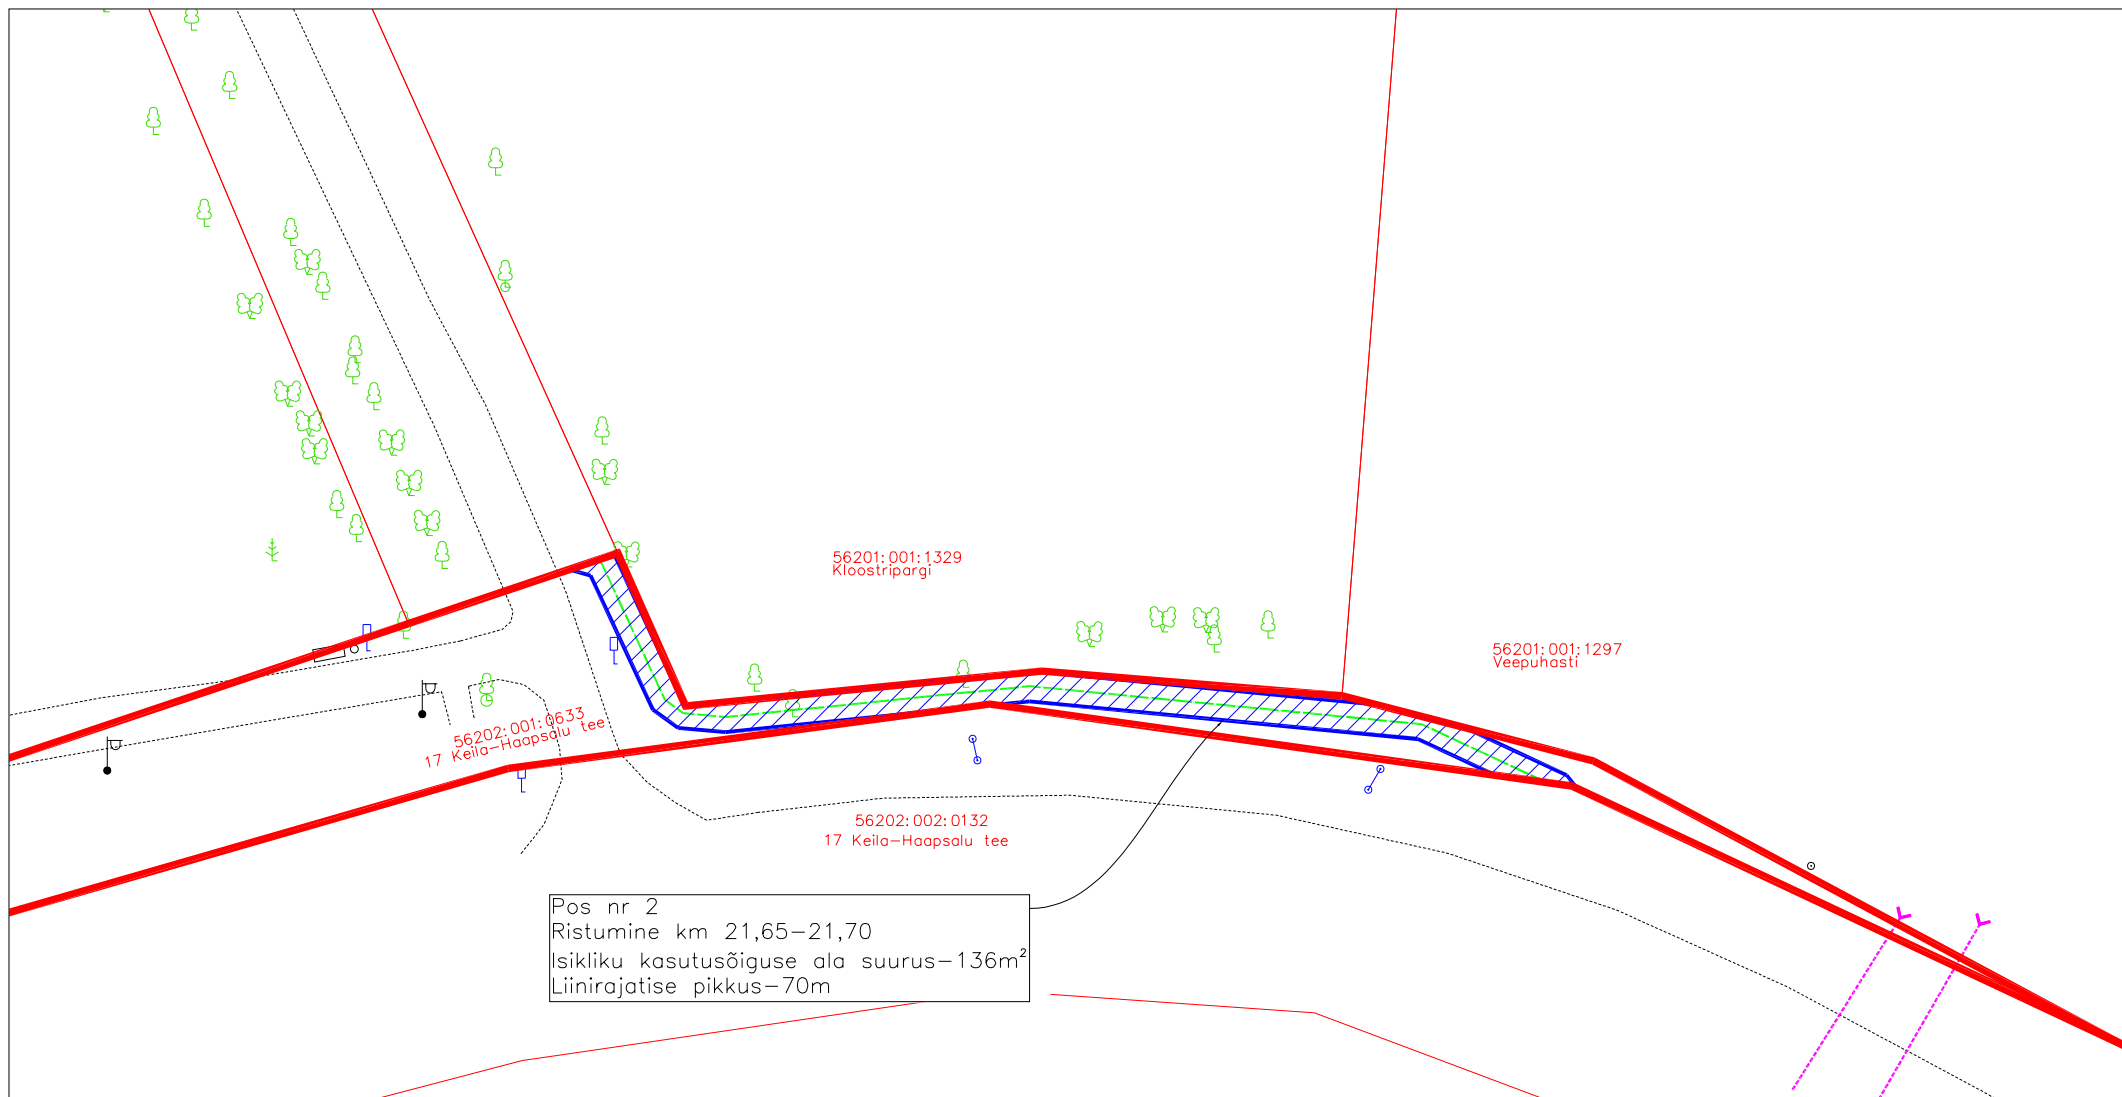 56201:001:1329
Kloostripargi
56201:001:1297
Veepuhasti
56202:001:0633
17 Keila-Haapsalu tee
56202:002:0132
17 Keila-Haapsalu tee
Pos nr 2
Ristumine km 21,65-21,70
Isikliku kasutusõiguse ala suurus-136m²
Liinirajatise pikkus-70m